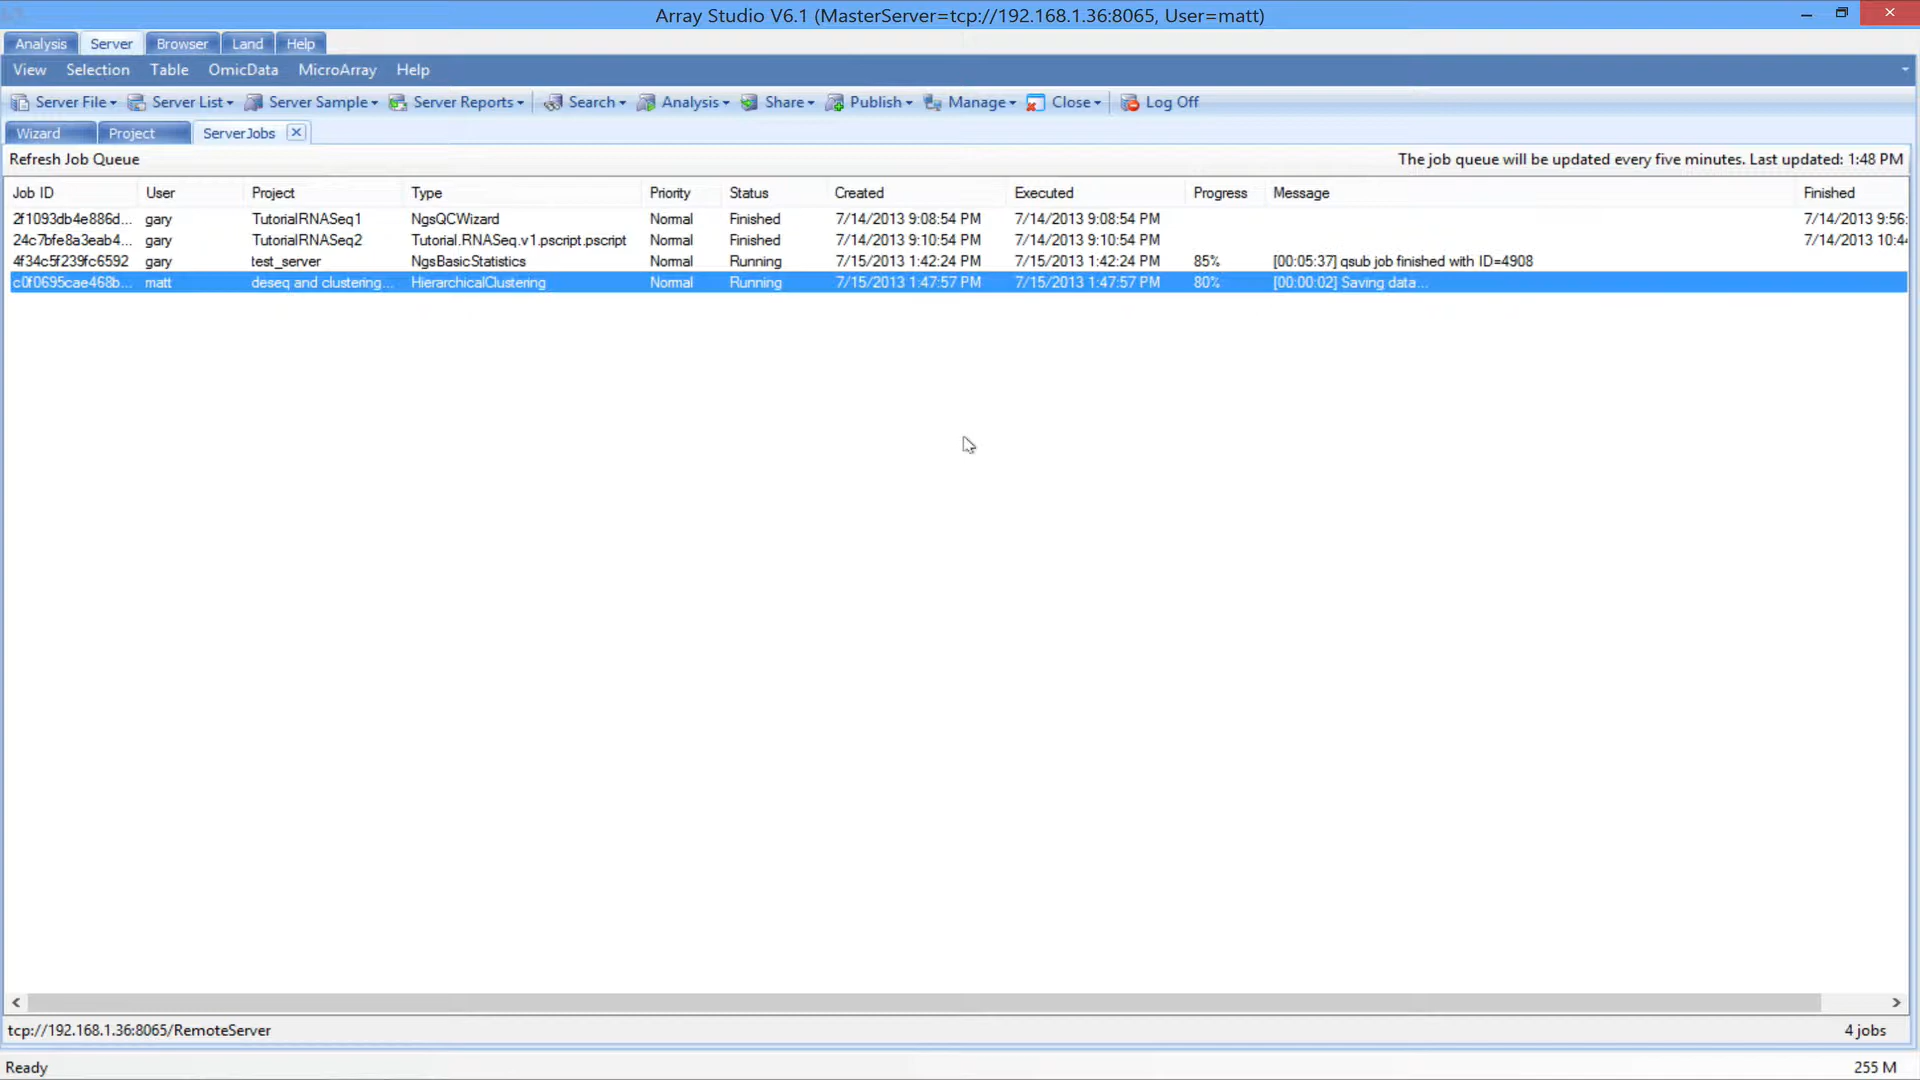 Array Studio V6.1 (MasterServer=tcp://192.168.1.36:8065, User=matt)
Analysis Server Browser Land Help
View Selection Table OmicData MicroArray Help
Server File Server List Server Sample Server Reports Search Analysis Share Publish Manage Close Log Off
Wizard Project ServerJobs
Refresh Job Queue The job queue will be updated every five minutes. Last updated: 1:48 PM
Job ID User Project Type Priority Status Created Executed Progress Message Finished
2f1093db4e886d... gary TutorialRNASeq1 NgsQCWizard Normal Finished 7/14/2013 9:08:54 PM 7/14/2013 9:08:54 PM 7/14/2013 9:56:
24c7bfe8a3eab4... gary TutorialRNASeq2 Tutorial.RNASeq.v1.pscript.pscript Normal Finished 7/14/2013 9:10:54 PM 7/14/2013 9:10:54 PM 7/14/2013 10:44
4f34c5f239fc6592 gary test_server NgsBasicStatistics Normal Running 7/15/2013 1:42:24 PM 7/15/2013 1:42:24 PM 85% [00:05:37] qsub job finished with ID=4908
c0f0695cae468b... matt deseq and clustering... HierarchicalClustering Normal Running 7/15/2013 1:47:57 PM 7/15/2013 1:47:57 PM 80% [00:00:02] Saving data...
tcp://192.168.1.36:8065/RemoteServer 4 jobs
Ready 255 M